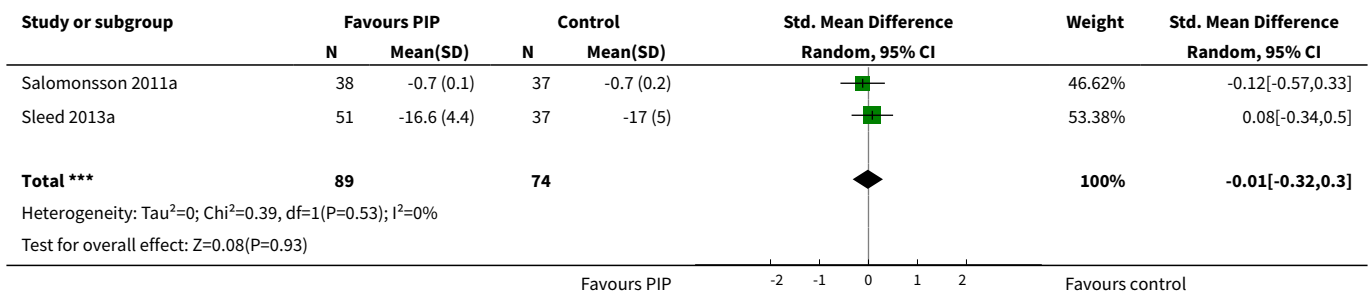 Study or subgroup Favours PIP Control Std. Mean Difference Weight Std. Mean Difference
N Mean(SD) N Mean(SD) Random, 95% CI Random, 95% CI
Salomonsson 2011a 38 -0.7 (0.1) 37 -0.7 (0.2) 46.62% -0.12[-0.57,0.33]
Sleed 2013a 51 -16.6 (4.4) 37 -17 (5) 53.38% 0.08[-0.34,0.5]
Total *** 89 74 100% -0.01[-0.32,0.3]
Heterogeneity: Tau²=0; Chi²=0.39, df=1(P=0.53); I²=0%
Test for overall effect: Z=0.08(P=0.93)
Favours PIP -2 -1 0 1 2 Favours control